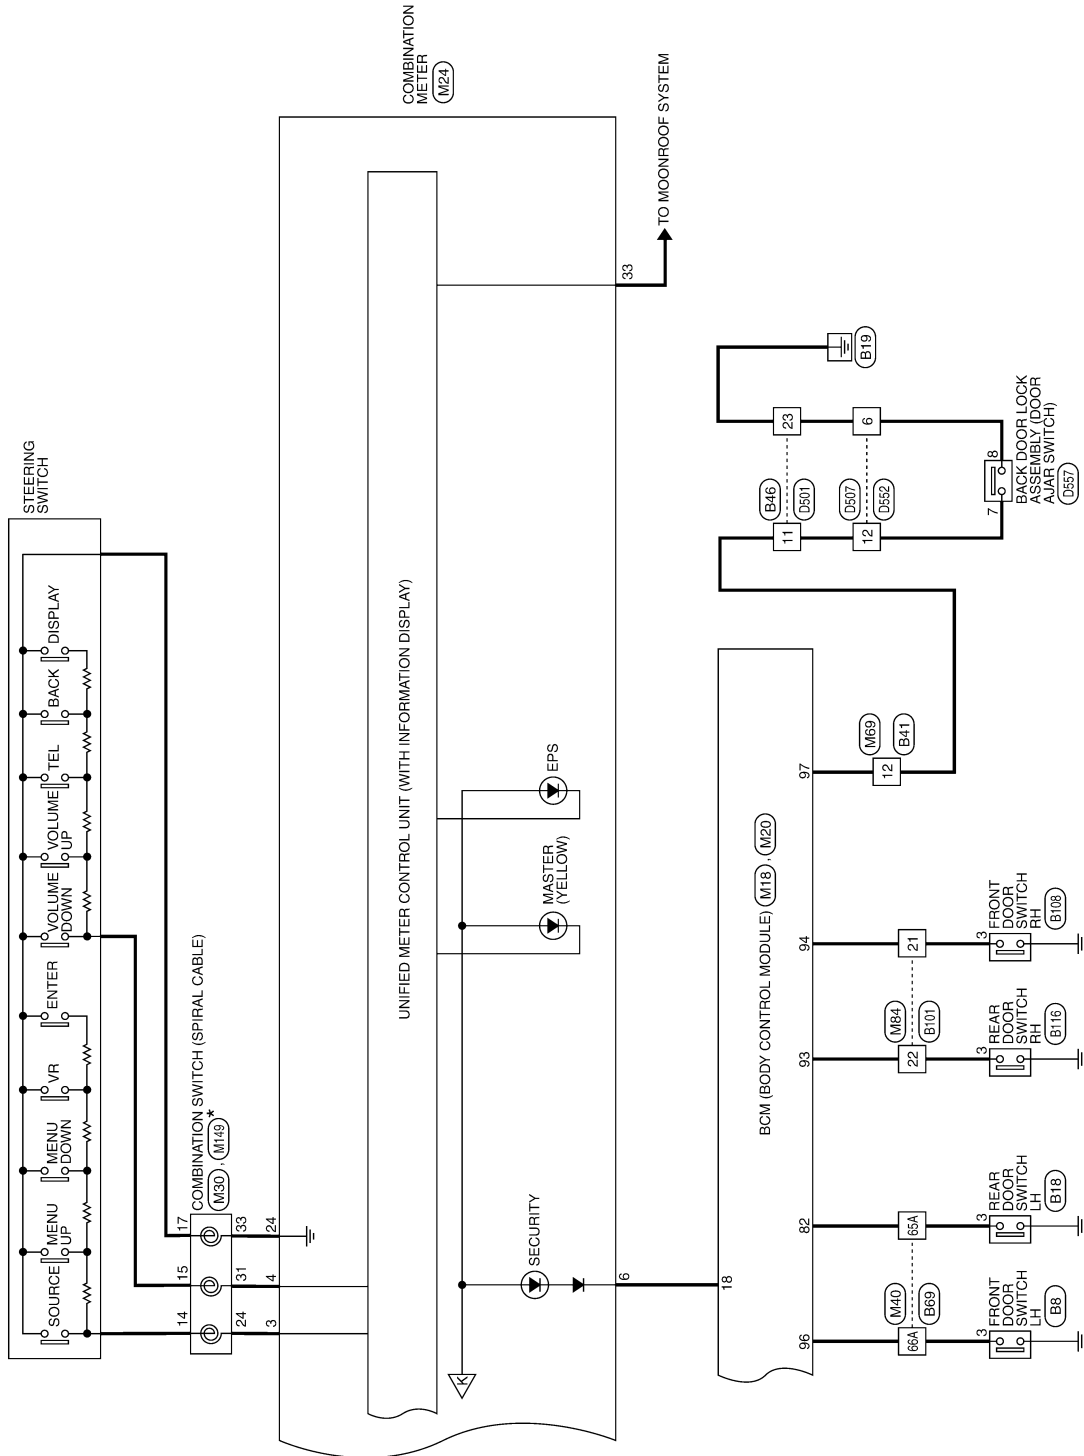 STEERING
SWITCH
SOURCE
MENU
UP
MENU
DOWN
VR
ENTER
VOLUME
DOWN
VOLUME
UP
TEL
BACK
DISPLAY
14
15
17
COMBINATION SWITCH (SPIRAL CABLE)
M30 , M149 *
24
31
33
3
4
24
COMBINATION
METER
M24
UNIFIED METER CONTROL UNIT (WITH INFORMATION DISPLAY)
K
SECURITY
MASTER
(YELLOW)
EPS
6
33
TO MOONROOF SYSTEM
18
BCM (BODY CONTROL MODULE) M18 , M20
96
82
93
94
97
M40
B69
66A
65A
M84
B101
22
21
M69
B41
12
B46
D501
11
23
D507
D552
12
6
B19
7
8
BACK DOOR LOCK
ASSEMBLY (DOOR
AJAR SWITCH)
D557
3
FRONT
DOOR
SWITCH
LH
B8
3
REAR
DOOR
SWITCH
LH
B18
3
REAR
DOOR
SWITCH
RH
B116
3
FRONT
DOOR
SWITCH
RH
B108